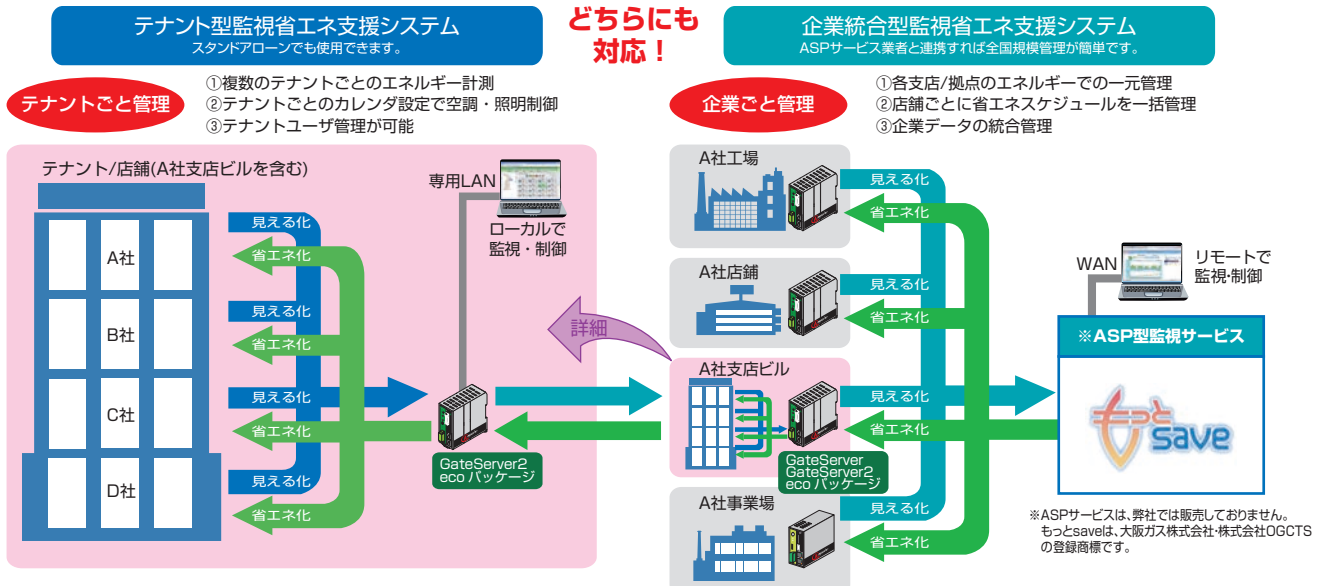 テナント型監視省エネ支援システム
スタンドアローンでも使用できます。
どちらにも
対応！
企業統合型監視省エネ支援システム
ASPサービス業者と連携すれば全国規模管理が簡単です。
テナントごと管理
①複数のテナントごとのエネルギー計測
②テナントごとのカレンダ設定で空調・照明制御
③テナントユーザ管理が可能
企業ごと管理
①各支店/拠点のエネルギーでの一元管理
②店舗ごとに省エネスケジュールを一括管理
③企業データの統合管理
テナント/店舗(A社支店ビルを含む)
A社
B社
C社
D社
見える化
省エネ化
見える化
省エネ化
見える化
省エネ化
見える化
省エネ化
専用LAN
ローカルで
監視・制御
GateServer2
eco パッケージ
詳細
A社工場
見える化
省エネ化
A社店舗
見える化
省エネ化
A社支店ビル
見える化
省エネ化
GateServer
GateServer2
eco パッケージ
A社事業場
見える化
省エネ化
WAN
リモートで
監視・制御
※ASP型監視サービス
もっと
save
※ASPサービスは、弊社では販売しておりません。
もっとsaveは、大阪ガス株式会社・株式会社OGCTS
の登録商標です。